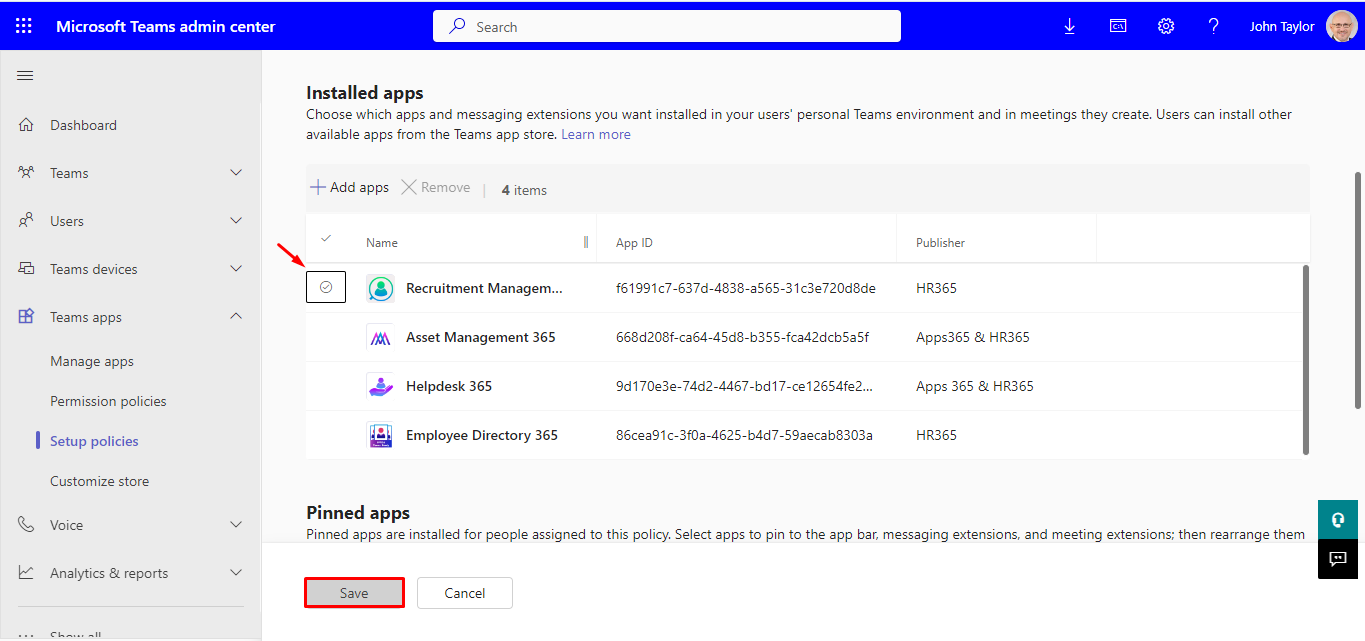 Microsoft Teams admin center
Search
John Taylor
Dashboard
Teams
Users
Teams devices
Teams apps
Manage apps
Permission policies
Setup policies
Customize store
Voice
Analytics & reports
Show all
Installed apps
Choose which apps and messaging extensions you want installed in your users' personal Teams environment and in meetings they create. Users can install other
available apps from the Teams app store. Learn more
Add apps Remove | 4 items
Name App ID Publisher
Recruitment Managem... f61991c7-637d-4838-a565-31c3e720d8de HR365
Asset Management 365 668d208f-ca64-45d8-b355-fca42dcb5a5f Apps365 & HR365
Helpdesk 365 9d170e3e-74d2-4467-bd17-ce12654fe2... Apps 365 & HR365
Employee Directory 365 86cea91c-3f0a-4625-b4d7-59aecab8303a HR365
Pinned apps
Pinned apps are installed for people assigned to this policy. Select apps to pin to the app bar, messaging extensions, and meeting extensions; then rearrange them
Save Cancel